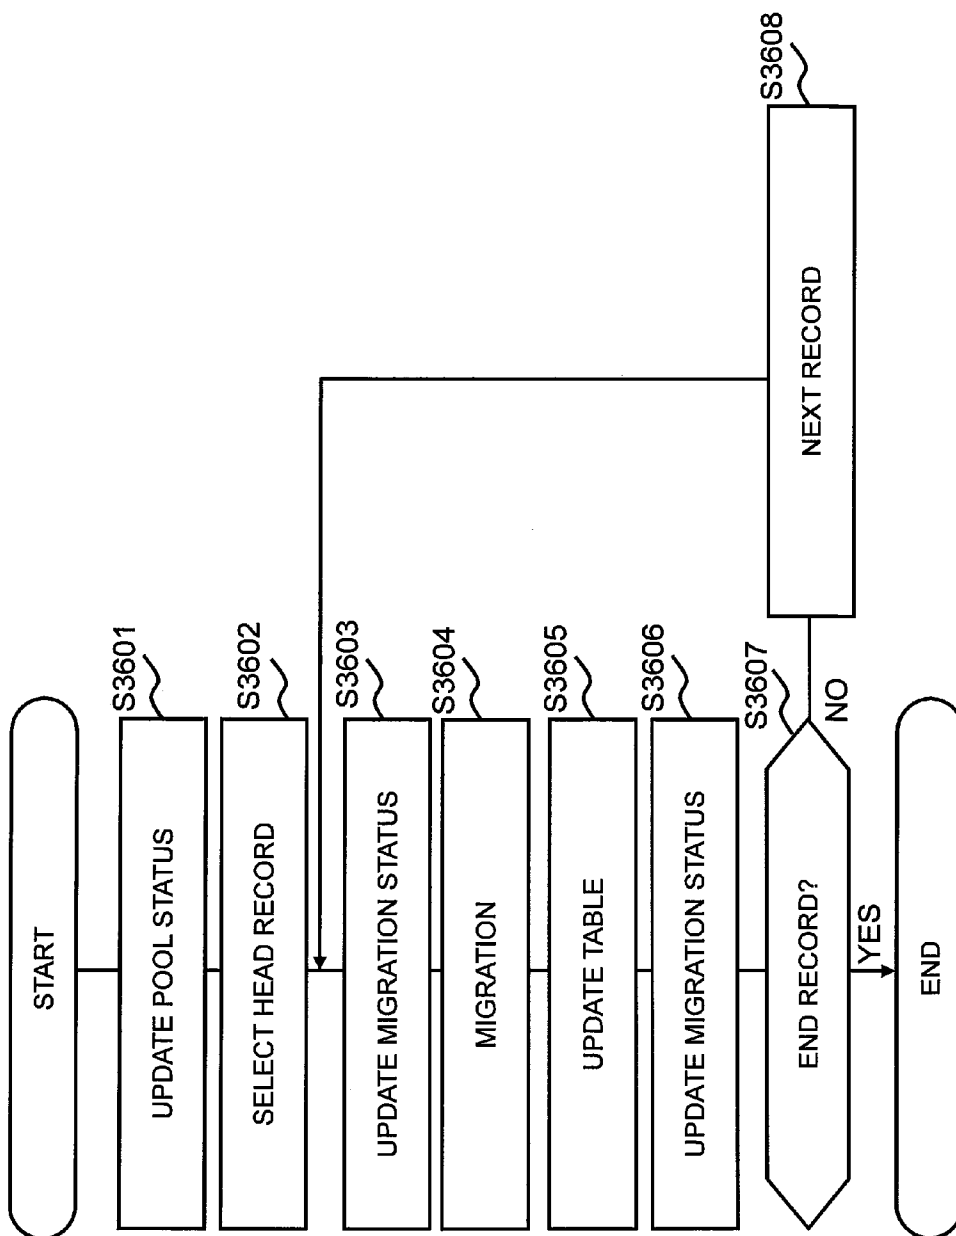 START
S3601
UPDATE POOL STATUS
S3602
SELECT HEAD RECORD
S3603
UPDATE MIGRATION STATUS
S3604
MIGRATION
S3605
UPDATE TABLE
S3606
UPDATE MIGRATION STATUS
S3607
END RECORD?
NO
YES
S3608
NEXT RECORD
END